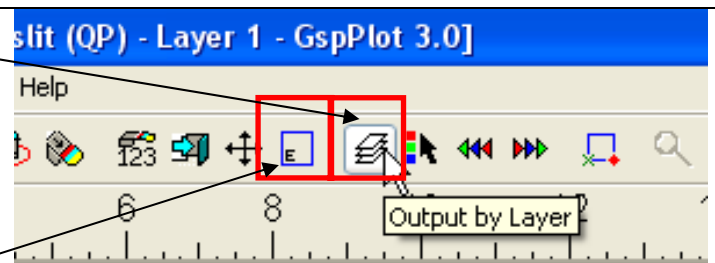 slit (QP) - Layer 1 - GspPlot 3.0]
Help
123 E
6 8
Output by Layer